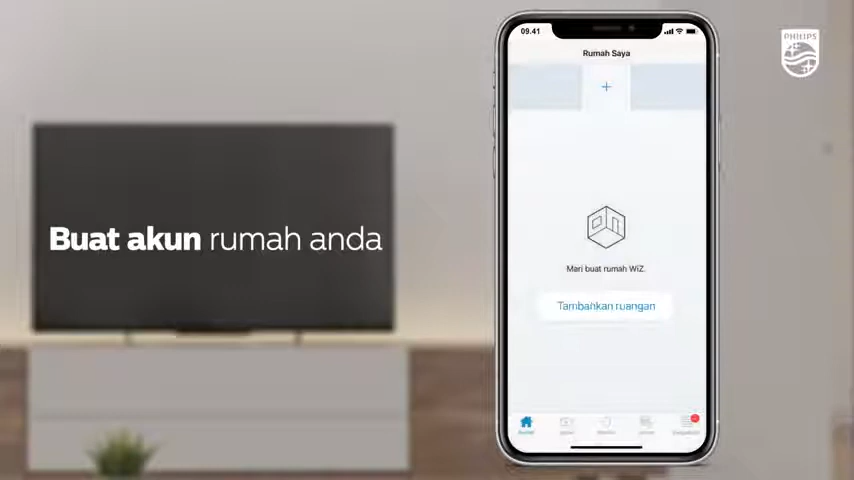 09.41
PHILIPS
Rumah Saya
+
Buat akun rumah anda
Mari buat rumah WiZ.
Tambahkan ruangan